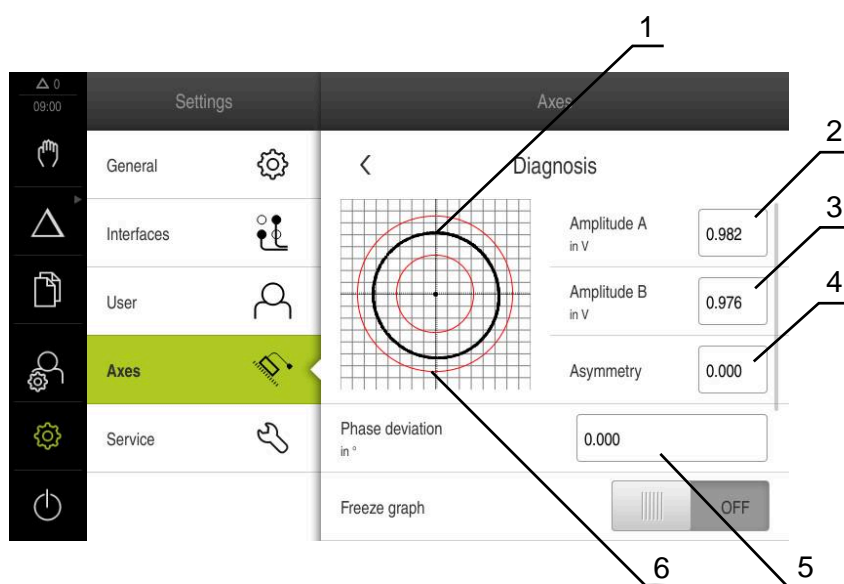 1
△ 0
09:00
Settings
Axes
General
Interfaces
User
Axes
Service
Diagnosis
Amplitude A
in V
0.982
2
Amplitude B
in V
0.976
3
Asymmetry
0.000
4
Phase deviation
in °
0.000
Freeze graph
OFF
6
5